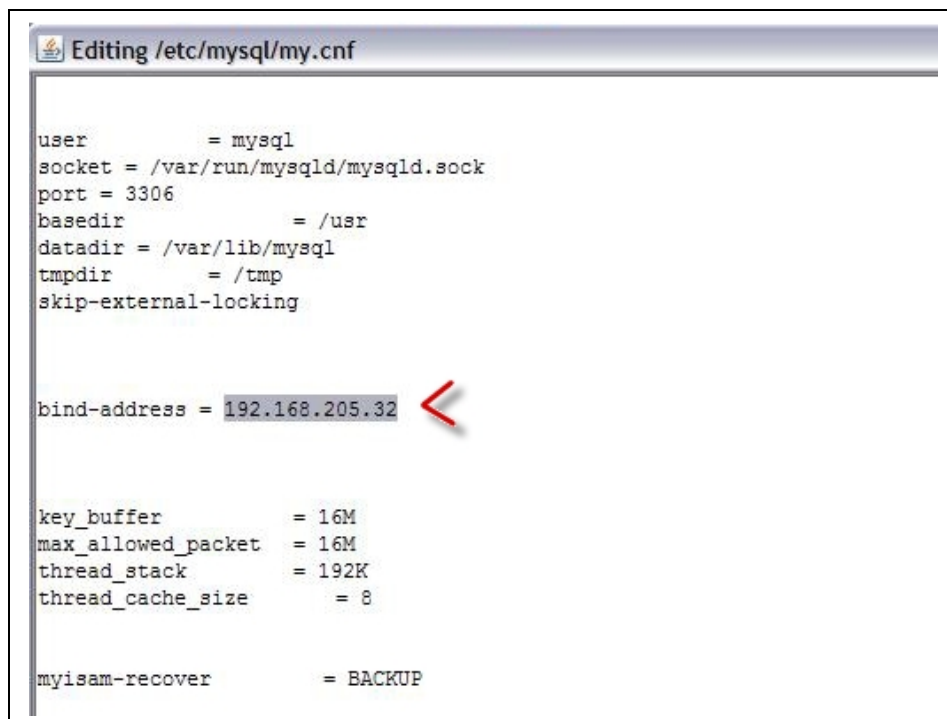 Editing /etc/mysql/my.cnf
user = mysql
socket = /var/run/mysqld/mysqld.sock
port = 3306
basedir = /usr
datadir = /var/lib/mysql
tmpdir = /tmp
skip-external-locking
bind-address = 192.168.205.32
key_buffer = 16M
max_allowed_packet = 16M
thread_stack = 192K
thread_cache_size = 8
myisam-recover = BACKUP